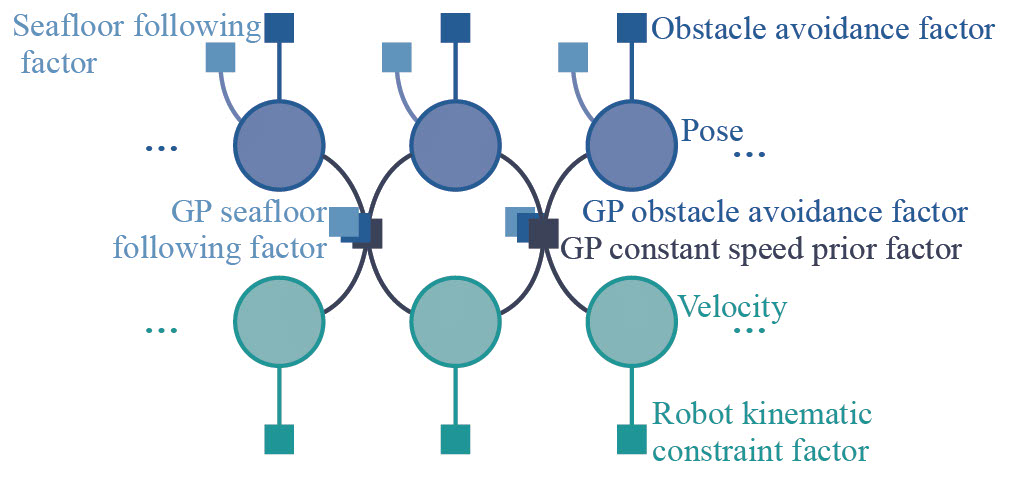 Seafloor following
factor
Obstacle avoidance factor
...
Pose
...
GP seafloor
following factor
GP obstacle avoidance factor
GP constant speed prior factor
...
Velocity
...
Robot kinematic
constraint factor